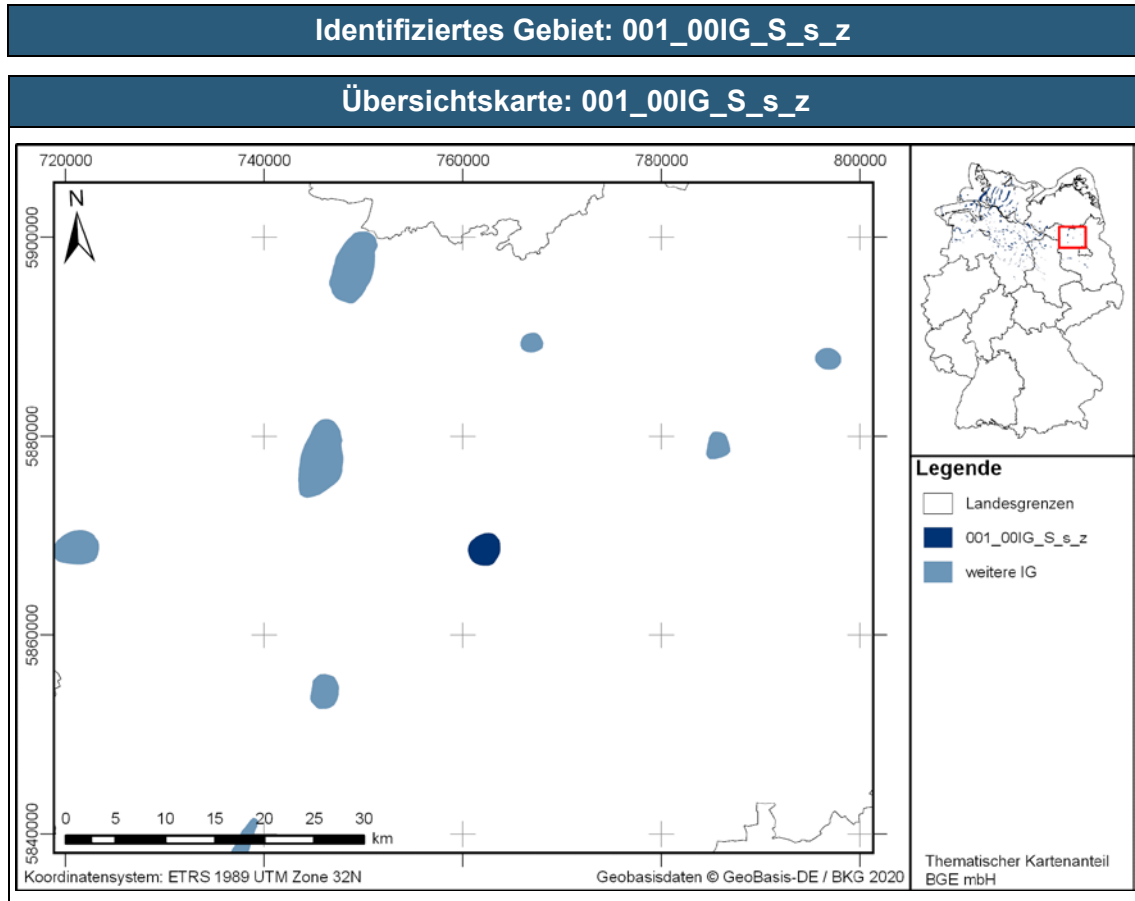 Identifiziertes Gebiet: 001_00IG_S_s_z
Übersichtskarte: 001_00IG_S_s_z
720000 740000 760000 780000 800000
N
5900000
5880000
5860000
5840000
0 5 10 15 20 25 30
km
Koordinatensystem: ETRS 1989 UTM Zone 32N
Geobasisdaten © GeoBasis-DE / BKG 2020
Legende
Landesgrenzen
001_00IG_S_s_z
weitere IG
Thematischer Kartenanteil
BGE mbH